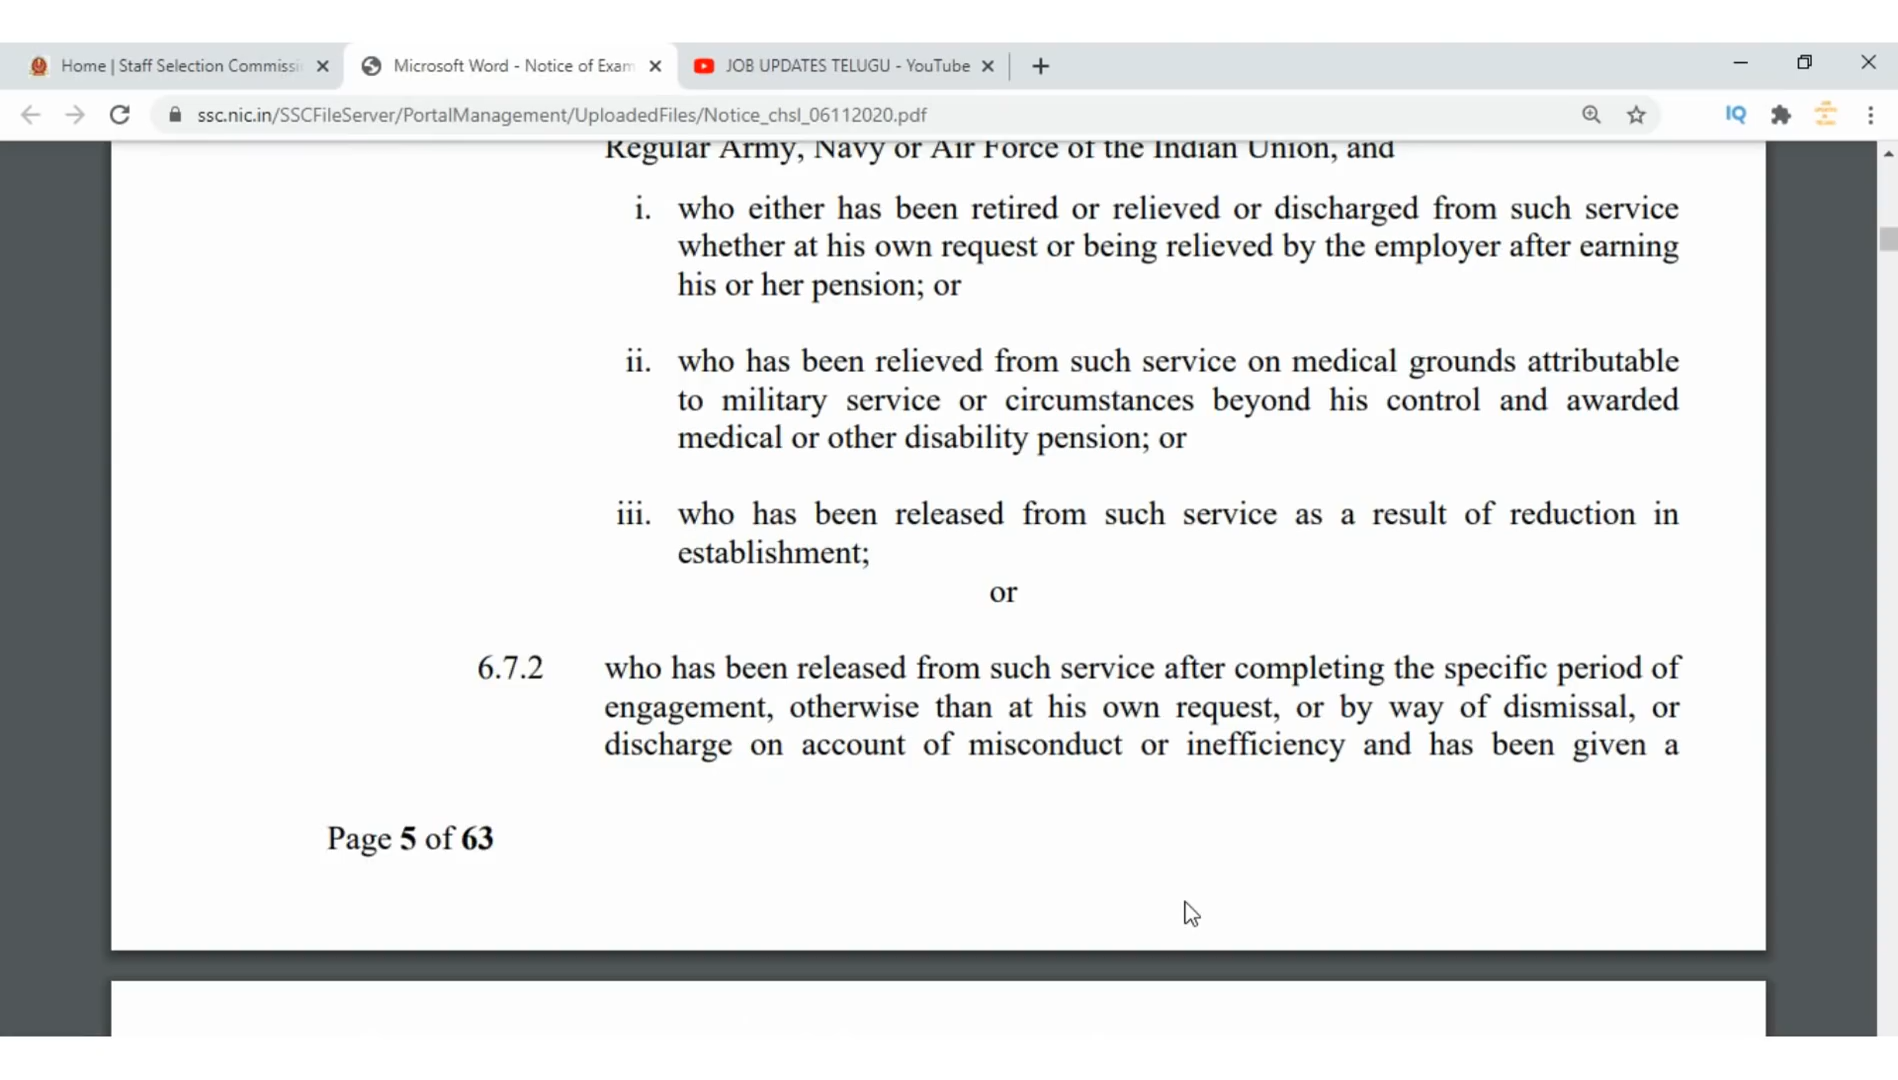 Home | Staff Selection Commissi
Microsoft Word - Notice of Exam
JOB UPDATES TELUGU - YouTube
ssc.nic.in/SSCFileServer/PortalManagement/UploadedFiles/Notice_chsl_06112020.pdf
IQ
Regular Army, Navy or Air Force of the Indian Union, and
i. who either has been retired or relieved or discharged from such service
whether at his own request or being relieved by the employer after earning
his or her pension; or
ii. who has been relieved from such service on medical grounds attributable
to military service or circumstances beyond his control and awarded
medical or other disability pension; or
iii. who has been released from such service as a result of reduction in
establishment;
or
6.7.2 who has been released from such service after completing the specific period of
engagement, otherwise than at his own request, or by way of dismissal, or
discharge on account of misconduct or inefficiency and has been given a
Page 5 of 63